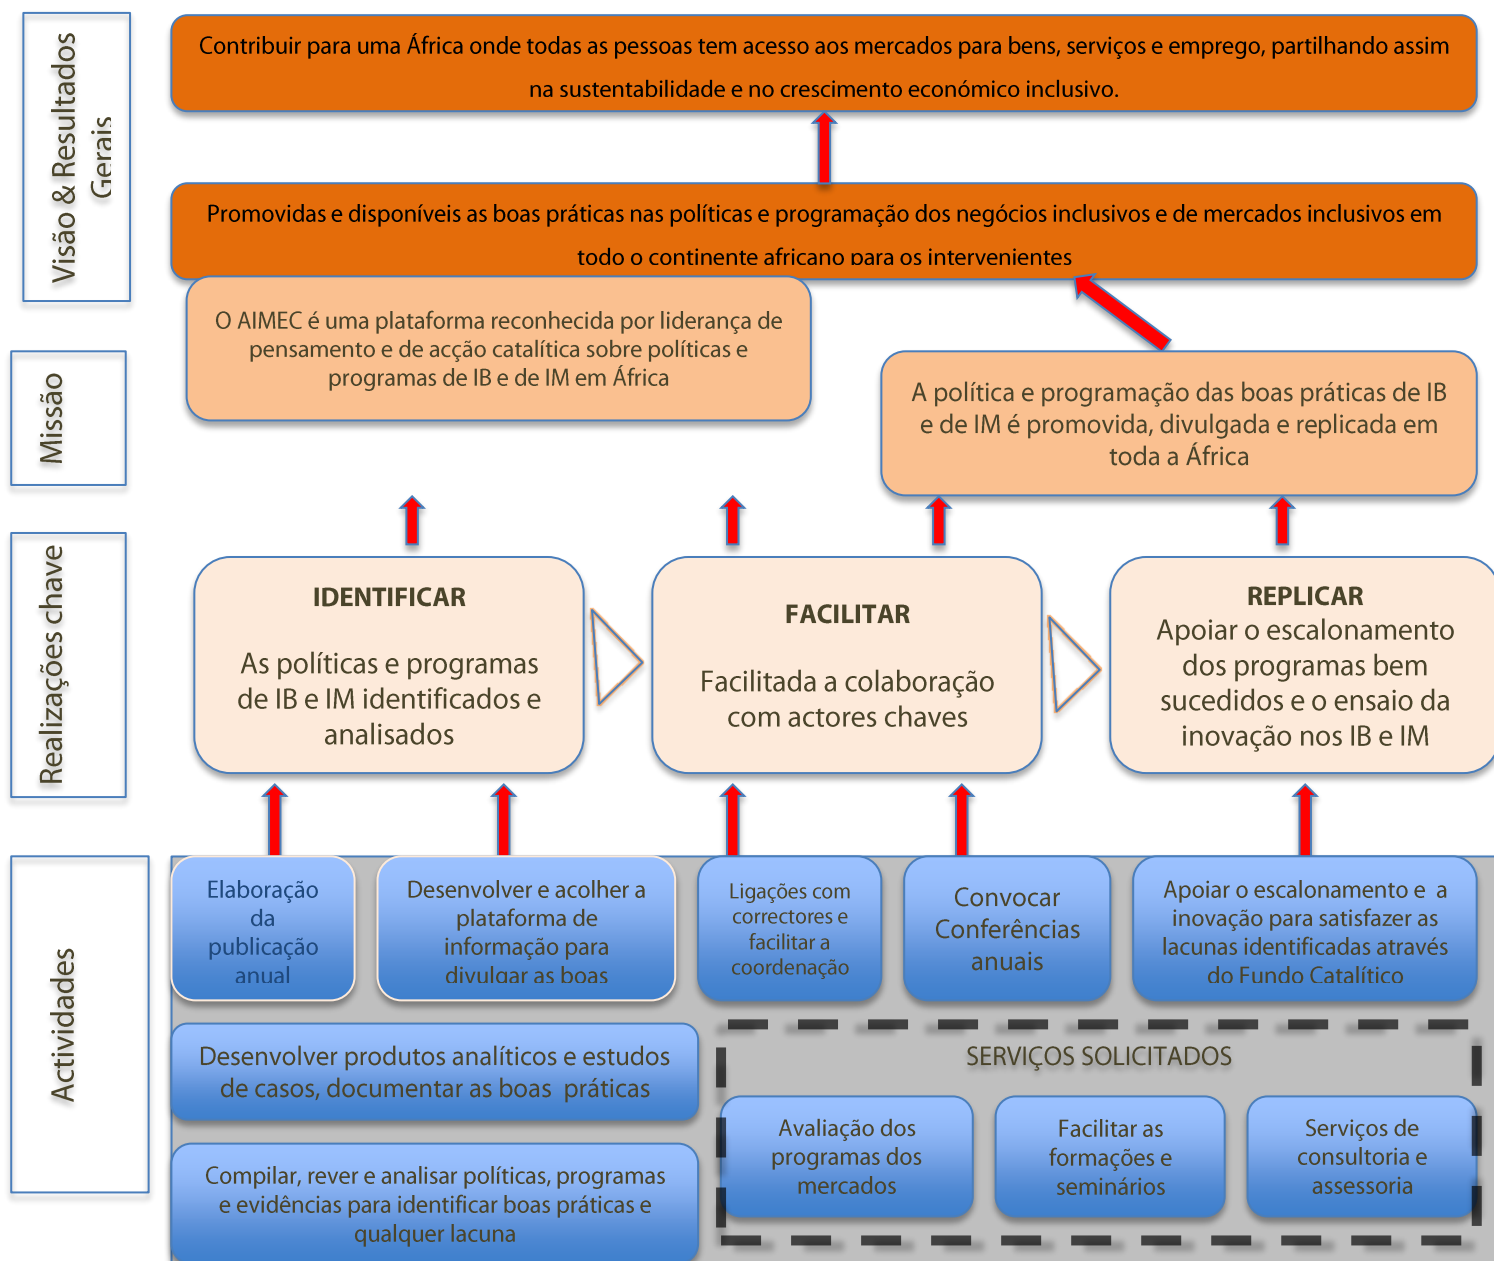 Visão & Resultados
Gerais
Contribuir para uma África onde todas as pessoas tem acesso aos mercados para bens, serviços e emprego, partilhando assim
na sustentabilidade e no crescimento económico inclusivo.
Promovidas e disponíveis as boas práticas nas políticas e programação dos negócios inclusivos e de mercados inclusivos em
todo o continente africano para os intervenientes
Missão
O AIMEC é uma plataforma reconhecida por liderança de
pensamento e de acção catalítica sobre políticas e
programas de IB e de IM em África
A política e programação das boas práticas de IB
e de IM é promovida, divulgada e replicada em
toda a África
Realizações chave
IDENTIFICAR
As políticas e programas
de IB e IM identificados e
analisados
FACILITAR
Facilitada a colaboração
com actores chaves
REPLICAR
Apoiar o escalonamento
dos programas bem
sucedidos e o ensaio da
inovação nos IB e IM
Actividades
Elaboração
da
publicação
anual
Desenvolver e acolher a
plataforma de
informação para
divulgar as boas
Ligações com
correctores e
facilitar a
coordenação
Convocar
Conferências
anuais
Apoiar o escalonamento e a
inovação para satisfazer as
lacunas identificadas através
do Fundo Catalítico
Desenvolver produtos analíticos e estudos
de casos, documentar as boas práticas
Compilar, rever e analisar políticas, programas
e evidências para identificar boas práticas e
qualquer lacuna
SERVIÇOS SOLICITADOS
Avaliação dos
programas dos
mercados
Facilitar as
formações e
seminários
Serviços de
consultoria e
assessoria